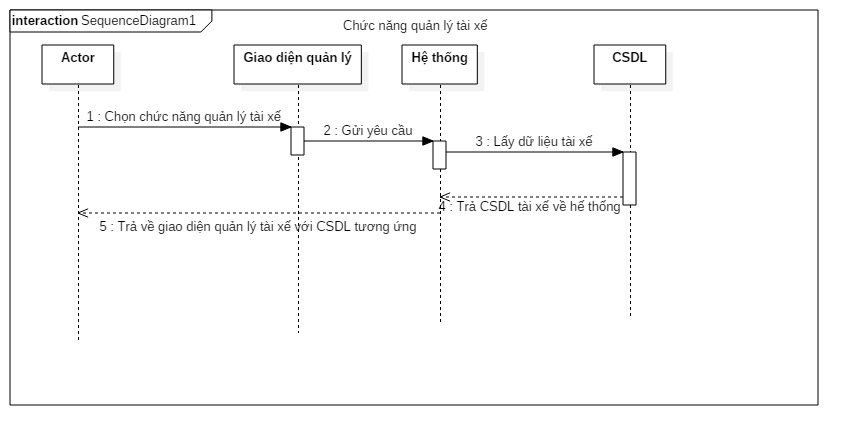 interaction SequenceDiagram1
Chức năng quản lý tài xế
Actor
Giao diện quản lý
Hệ thống
CSDL
1 : Chọn chức năng quản lý tài xế
2 : Gửi yêu cầu
3 : Lấy dữ liệu tài xế
4 : Trả CSDL tài xế về hệ thống
5 : Trả về giao diện quản lý tài xế với CSDL tương ứng